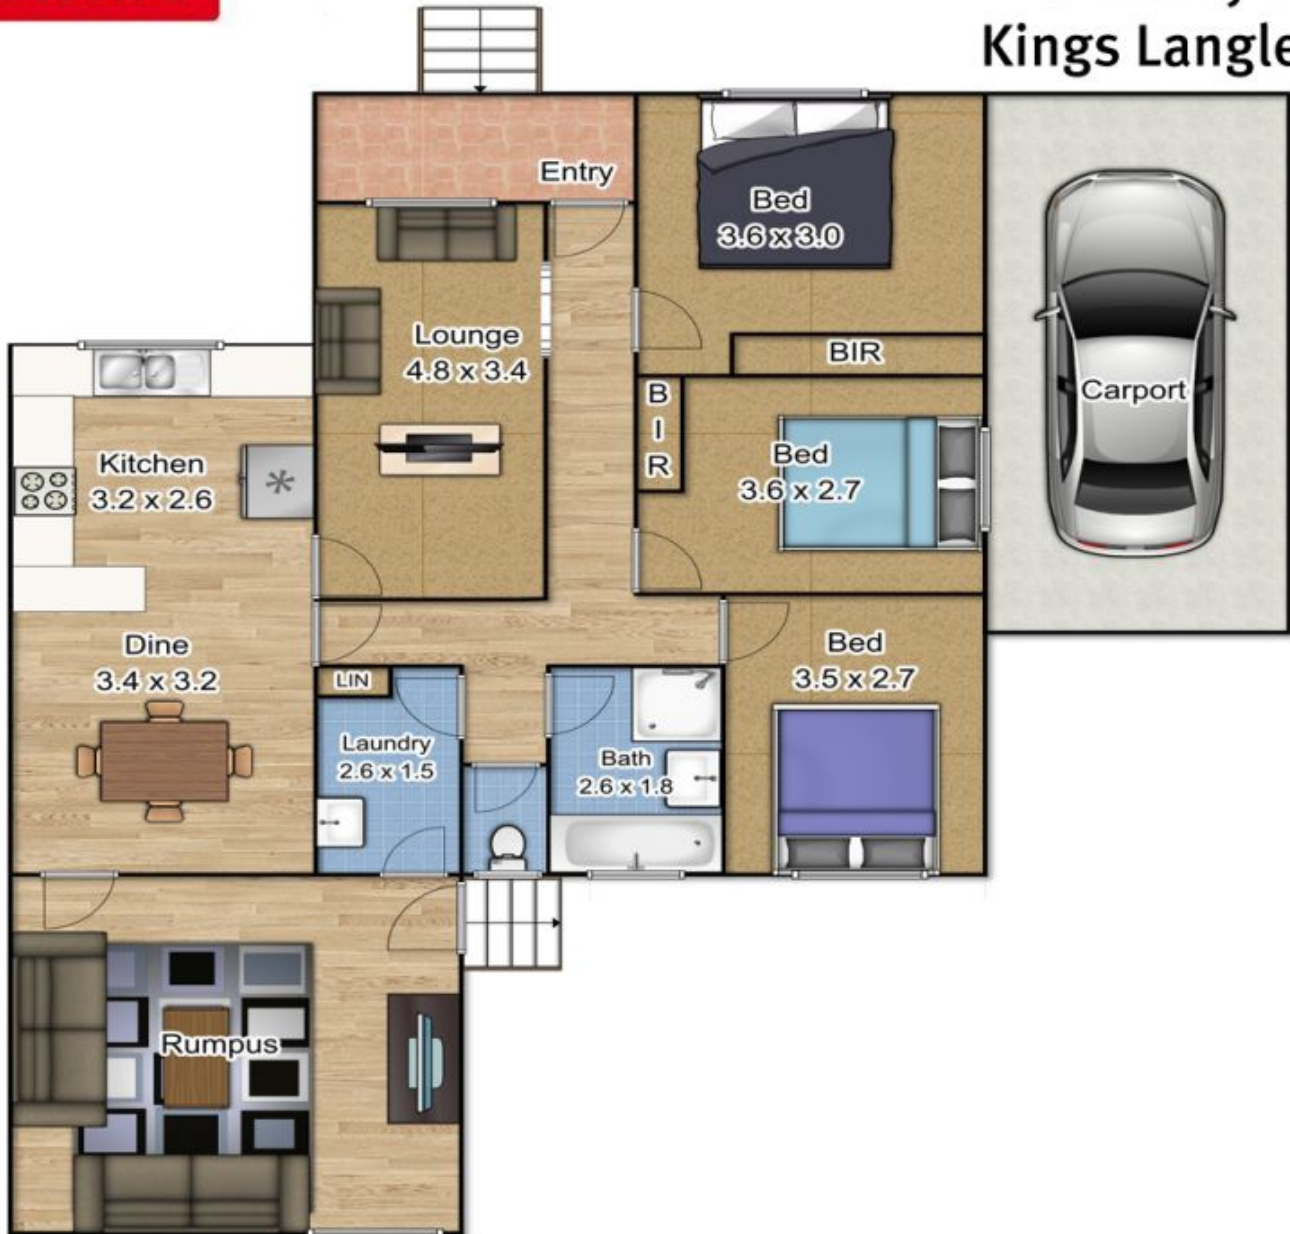 Kings Langle
Entry
Bed
3.6 x 3.0
Lounge
4.8 x 3.4
BIR
Carport
B
I
R
Bed
3.6 x 2.7
Kitchen
3.2 x 2.6
Dine
3.4 x 3.2
Bed
3.5 x 2.7
LIN
Laundry
2.6 x 1.5
Bath
2.6 x 1.8
Rumpus